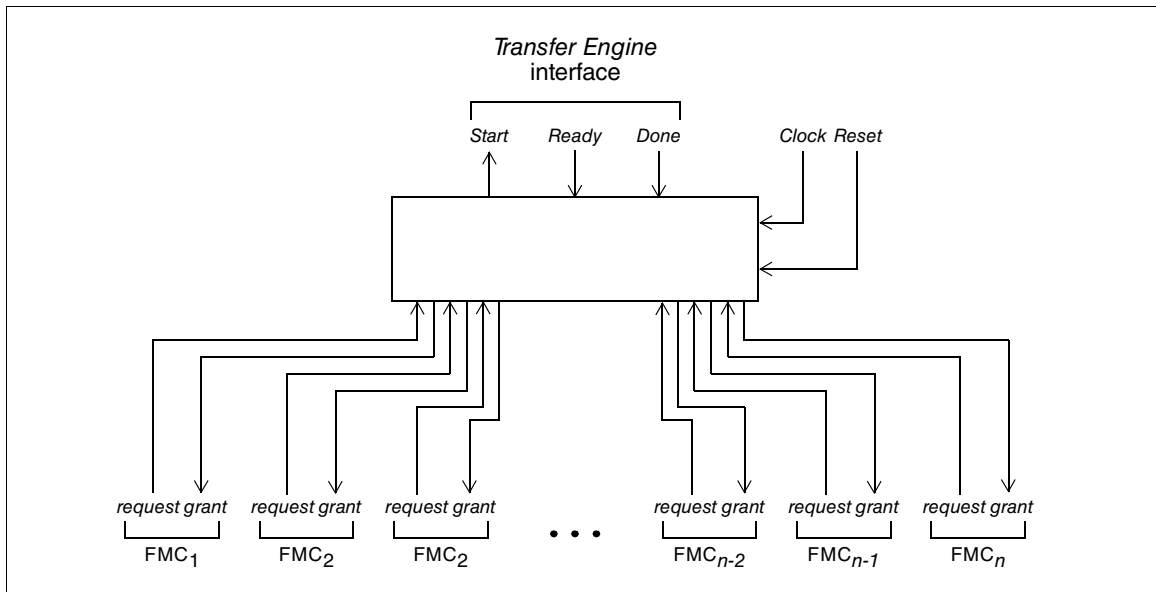 Transfer Engine
interface
Start Ready Done Clock Reset
request grant request grant request grant request grant request grant request grant
FMC1 FMC2 FMC2 • • • FMCn-2 FMCn-1 FMCn